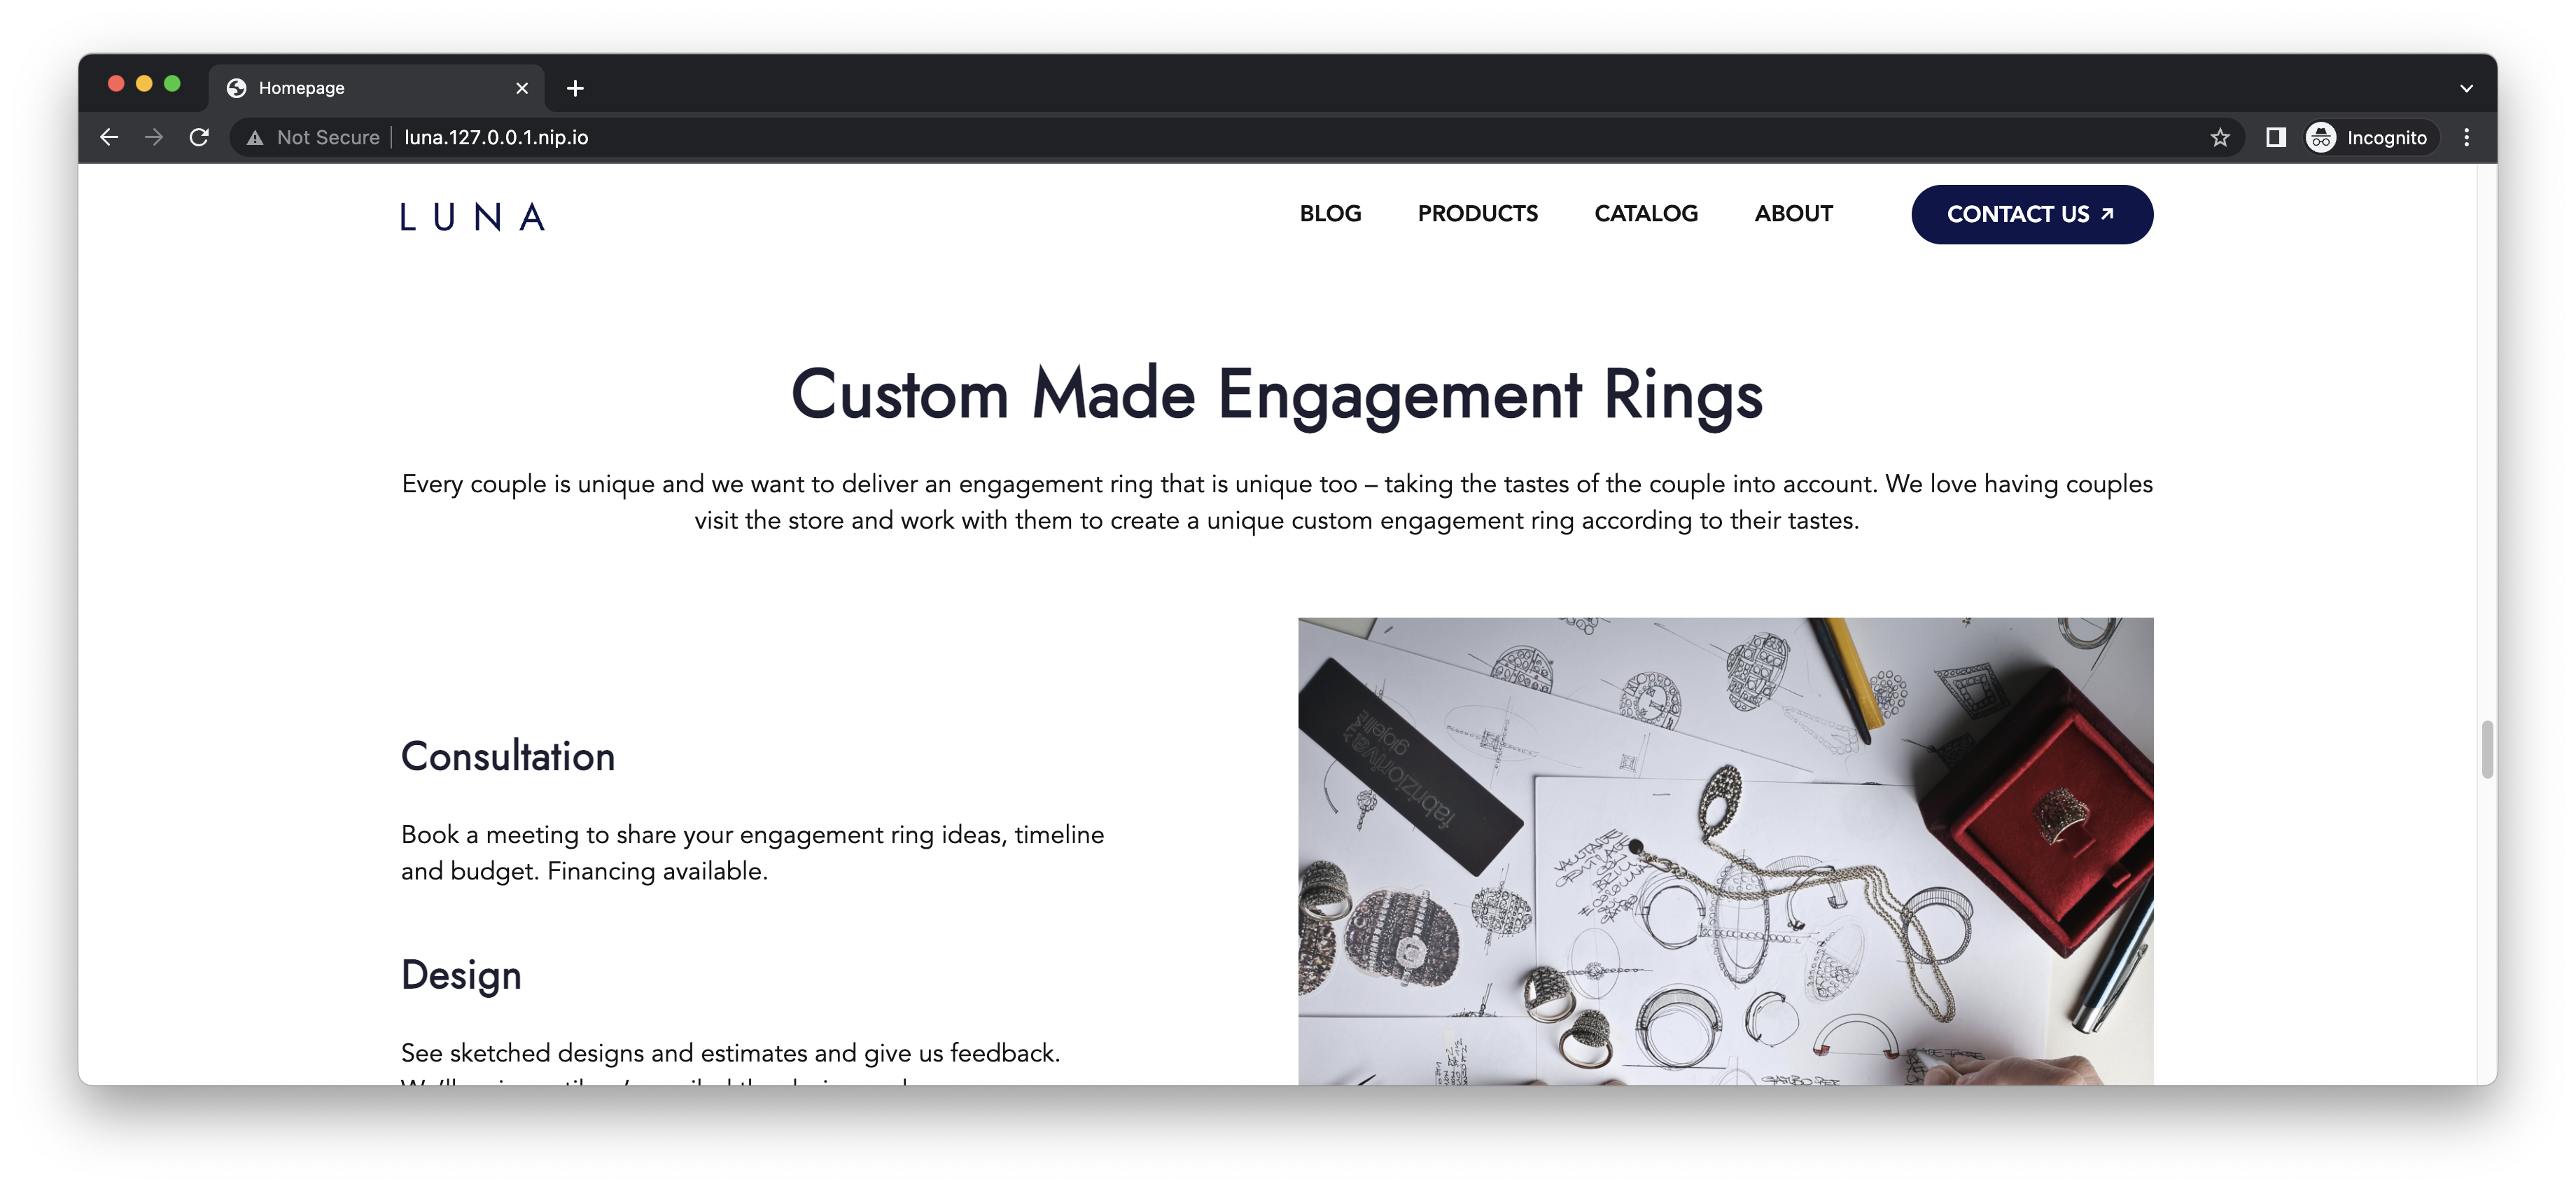 Homepage
Not Secure luna.127.0.0.1.nip.io
Incognito
LUNA
BLOG PRODUCTS CATALOG ABOUT CONTACT US
Custom Made Engagement Rings
Every couple is unique and we want to deliver an engagement ring that is unique too – taking the tastes of the couple into account. We love having couples
visit the store and work with them to create a unique custom engagement ring according to their tastes.
Consultation
Book a meeting to share your engagement ring ideas, timeline
and budget. Financing available.
fabrizioriva
gioielli
Design
See sketched designs and estimates and give us feedback.